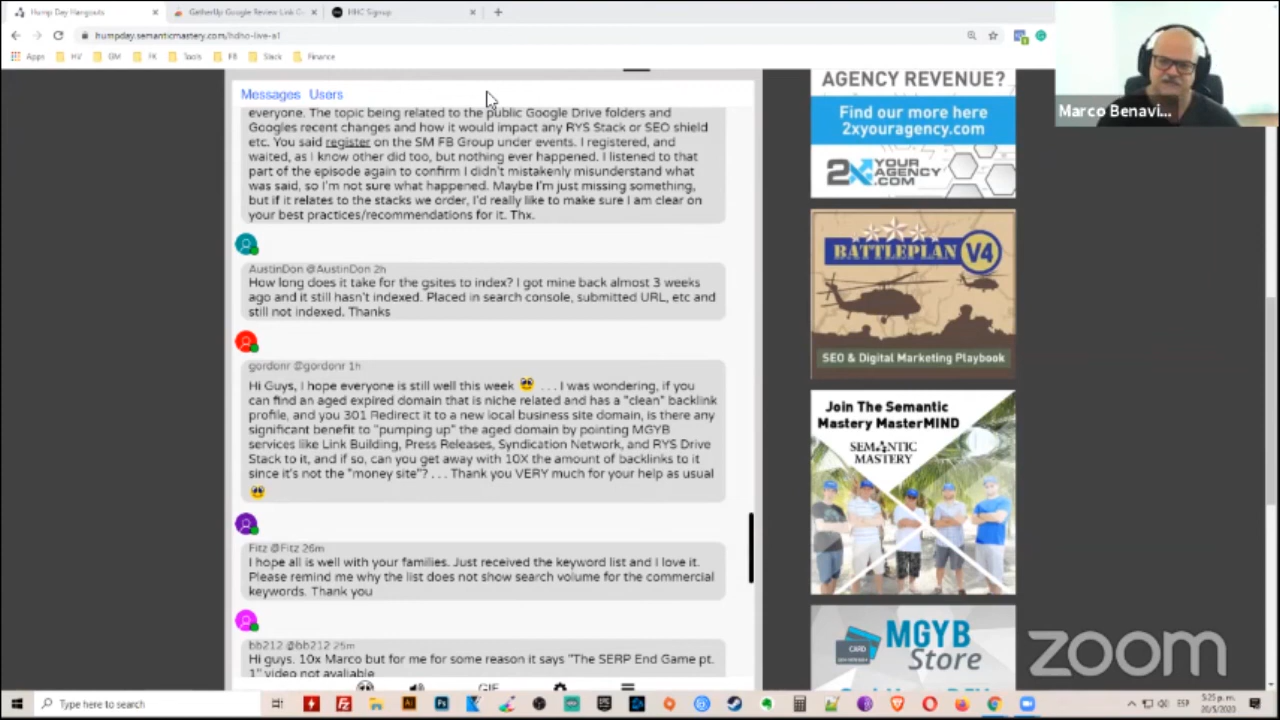 Hump Day Hangouts
GatherUp Google Review Link G
HHC Signup
humpday.semanticmastery.com/hdho-live-a1
Apps
HV
GM
FK
Tools
FB
Slack
Finance
Marco Benavi...
Messages Users
everyone. The topic being related to the public Google Drive folders and
Googles recent changes and how it would impact any RYS Stack or SEO shield
etc. You said register on the SM FB Group under events. I registered, and
waited, as I know other did too, but nothing ever happened. I listened to that
part of the episode again to confirm I didn't mistakenly misunderstand what
was said, so I'm not sure what happened. Maybe I'm just missing something,
but if it relates to the stacks we order, I'd really like to make sure I am clear on
your best practices/recommendations for it. Thx.
AustinDon @AustinDon 2h
How long does it take for the gsites to index? I got mine back almost 3 weeks
ago and it still hasn't indexed. Placed in search console, submitted URL, etc and
still not indexed. Thanks
gordonr @gordonr 1h
Hi Guys, I hope everyone is still well this week . . . I was wondering, if you
can find an aged expired domain that is niche related and has a "clean" backlink
profile, and you 301 Redirect it to a new local business site domain, is there any
significant benefit to "pumping up" the aged domain by pointing MGYB
services like Link Building, Press Releases, Syndication Network, and RYS Drive
Stack to it, and if so, can you get away with 10X the amount of backlinks to it
since it's not the "money site"? . . . Thank you VERY much for your help as usual
Fitz @Fitz 26m
I hope all is well with your families. Just received the keyword list and I love it.
Please remind me why the list does not show search volume for the commercial
keywords. Thank you
bb212 @bb212 25m
Hi guys. 10x Marco but for me for some reason it says "The SERP End Game pt.
1" video not avaliable
GIF
AGENCY REVENUE?
Find our more here
2xyouragency.com
2X YOUR
AGENCY
.COM
BATTLEPLAN V4
SEO & Digital Marketing Playbook
Join The Semantic
Mastery MasterMIND
SEMANTIC
MASTERY
MGYB
Store
CARD
zoom
Type here to search
ESP
5:25 p. m.
20/5/2020